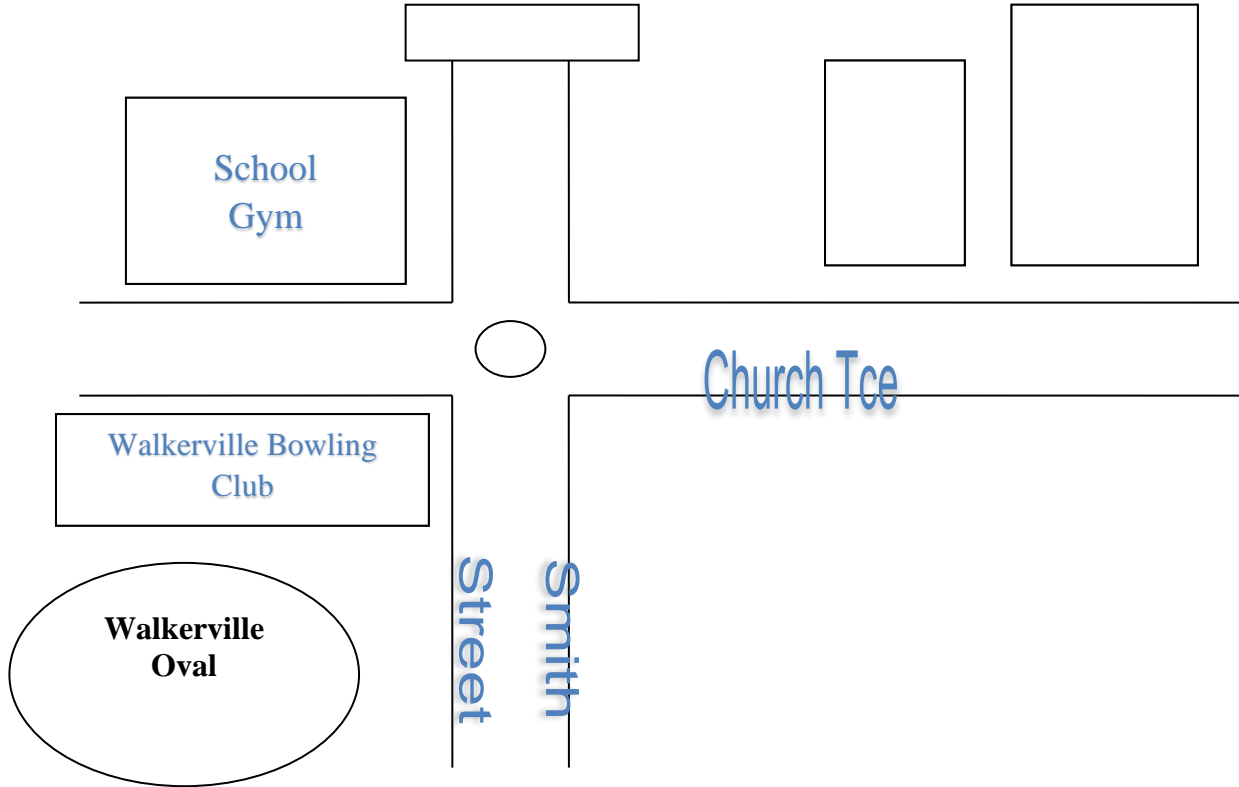 School
Gym
Church Tce
Walkerville Bowling
Club
Smith
Street
Walkerville
Oval